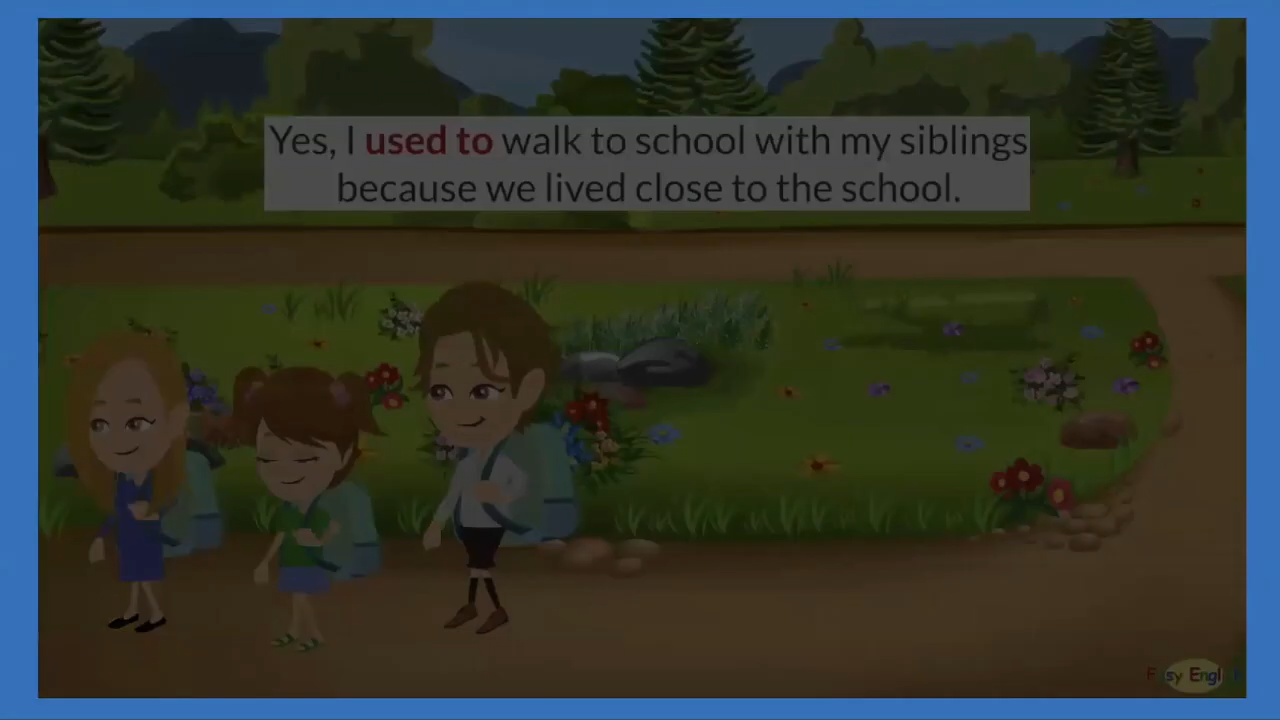 Yes, I used to walk to school with my siblings
because we lived close to the school.